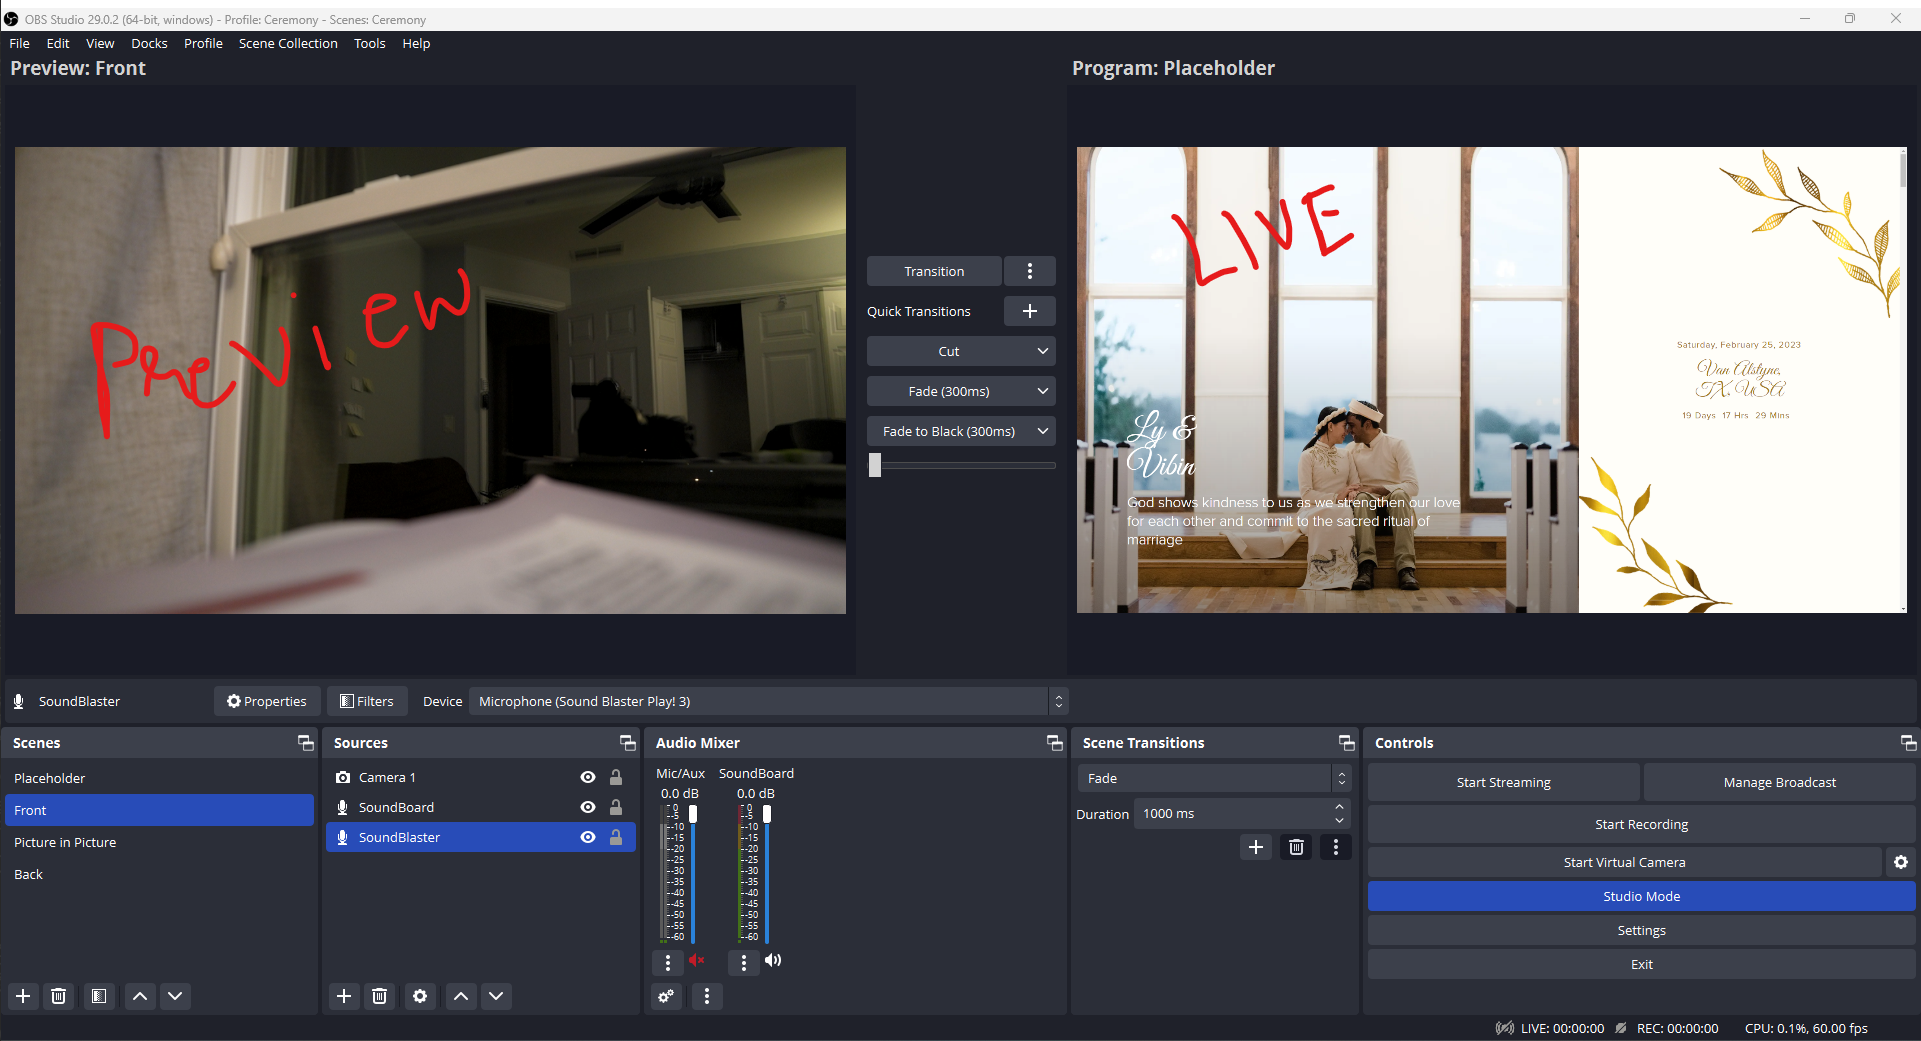 OBS Studio 29.0.2 (64-bit, windows) - Profile: Ceremony - Scenes: Ceremony
File Edit View Docks Profile Scene Collection Tools Help
Preview: Front
Program: Placeholder
Preview
LIVE
Ly &
Vibin
God shows kindness to us as we strengthen our love
for each other and commit to the sacred ritual of
marriage
Saturday, February 25, 2023
Van Alstyne,
TX, USA
19 Days 17 Hrs 29 Mins
Transition
Quick Transitions
Cut
Fade (300ms)
Fade to Black (300ms)
SoundBlaster Properties Filters Device Microphone (Sound Blaster Play! 3)
Scenes
Placeholder
Front
Picture in Picture
Back
Sources
Camera 1
SoundBoard
SoundBlaster
Audio Mixer
Mic/Aux SoundBoard
0.0 dB 0.0 dB
0 0
-5 -5
-10 -10
-15 -15
-20 -20
-25 -25
-30 -30
-35 -35
-40 -40
-45 -45
-50 -50
-55 -55
-60 -60
Scene Transitions
Fade
Duration 1000 ms
Controls
Start Streaming Manage Broadcast
Start Recording
Start Virtual Camera
Studio Mode
Settings
Exit
LIVE: 00:00:00 REC: 00:00:00 CPU: 0.1%, 60.00 fps